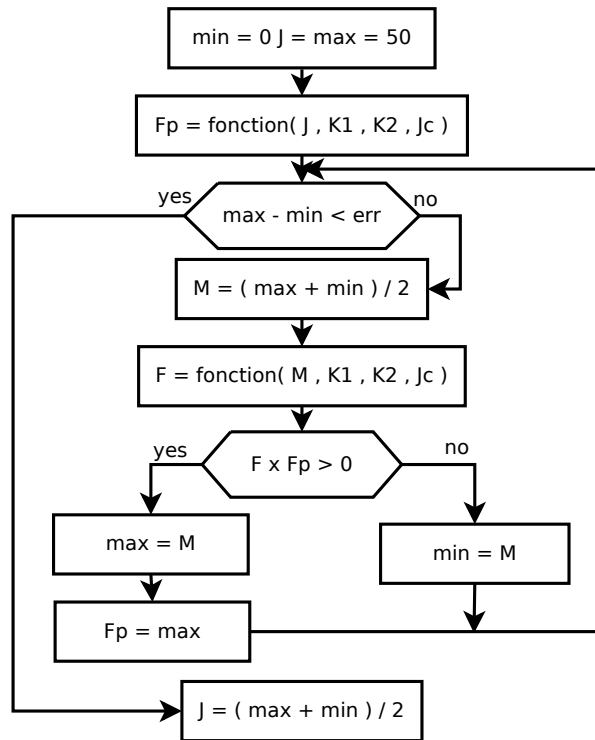 min = 0 J = max = 50
Fp = fonction( J , K1 , K2 , Jc )
yes
max - min < err
no
M = ( max + min ) / 2
F = fonction( M , K1 , K2 , Jc )
yes
F x Fp > 0
no
max = M
min = M
Fp = max
J = ( max + min ) / 2